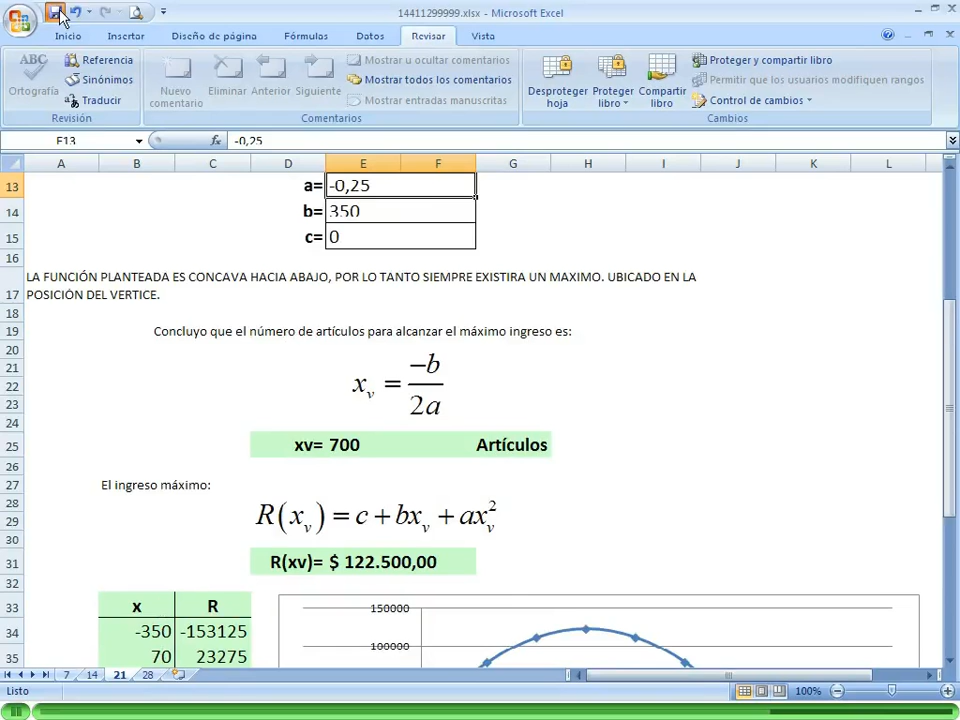 14411299999.xlsx - Microsoft Excel
Inicio Insertar Diseño de página Fórmulas Datos Revisar Vista
ABC Ortografía Referencia Sinónimos Traducir
Nuevo comentario Eliminar Anterior Siguiente
Mostrar u ocultar comentarios
Mostrar todos los comentarios
Mostrar entradas manuscritas
Desproteger hoja Proteger libro Compartir libro
Proteger y compartir libro
Permitir que los usuarios modifiquen rangos
Control de cambios
Revisión Comentarios Cambios
E13 fx -0,25
A B C D E F G H I J K L
13 a= -0,25
14 b= 350
15 c= 0
16
LA FUNCIÓN PLANTEADA ES CONCAVA HACIA ABAJO, POR LO TANTO SIEMPRE EXISTIRA UN MAXIMO. UBICADO EN LA
17 POSICIÓN DEL VERTICE.
18
19 Concluyo que el número de artículos para alcanzar el máximo ingreso es:
20
21
22 x_v = -b / 2a
23
24
25 xv= 700 Artículos
26
27 El ingreso máximo:
28
29 R(x_v) = c + bx_v + ax_v^2
30
31 R(xv)= $ 122.500,00
32
33 x R 150000
34 -350 -153125
35 70 23275 100000
7 14 21 28
Listo 100%